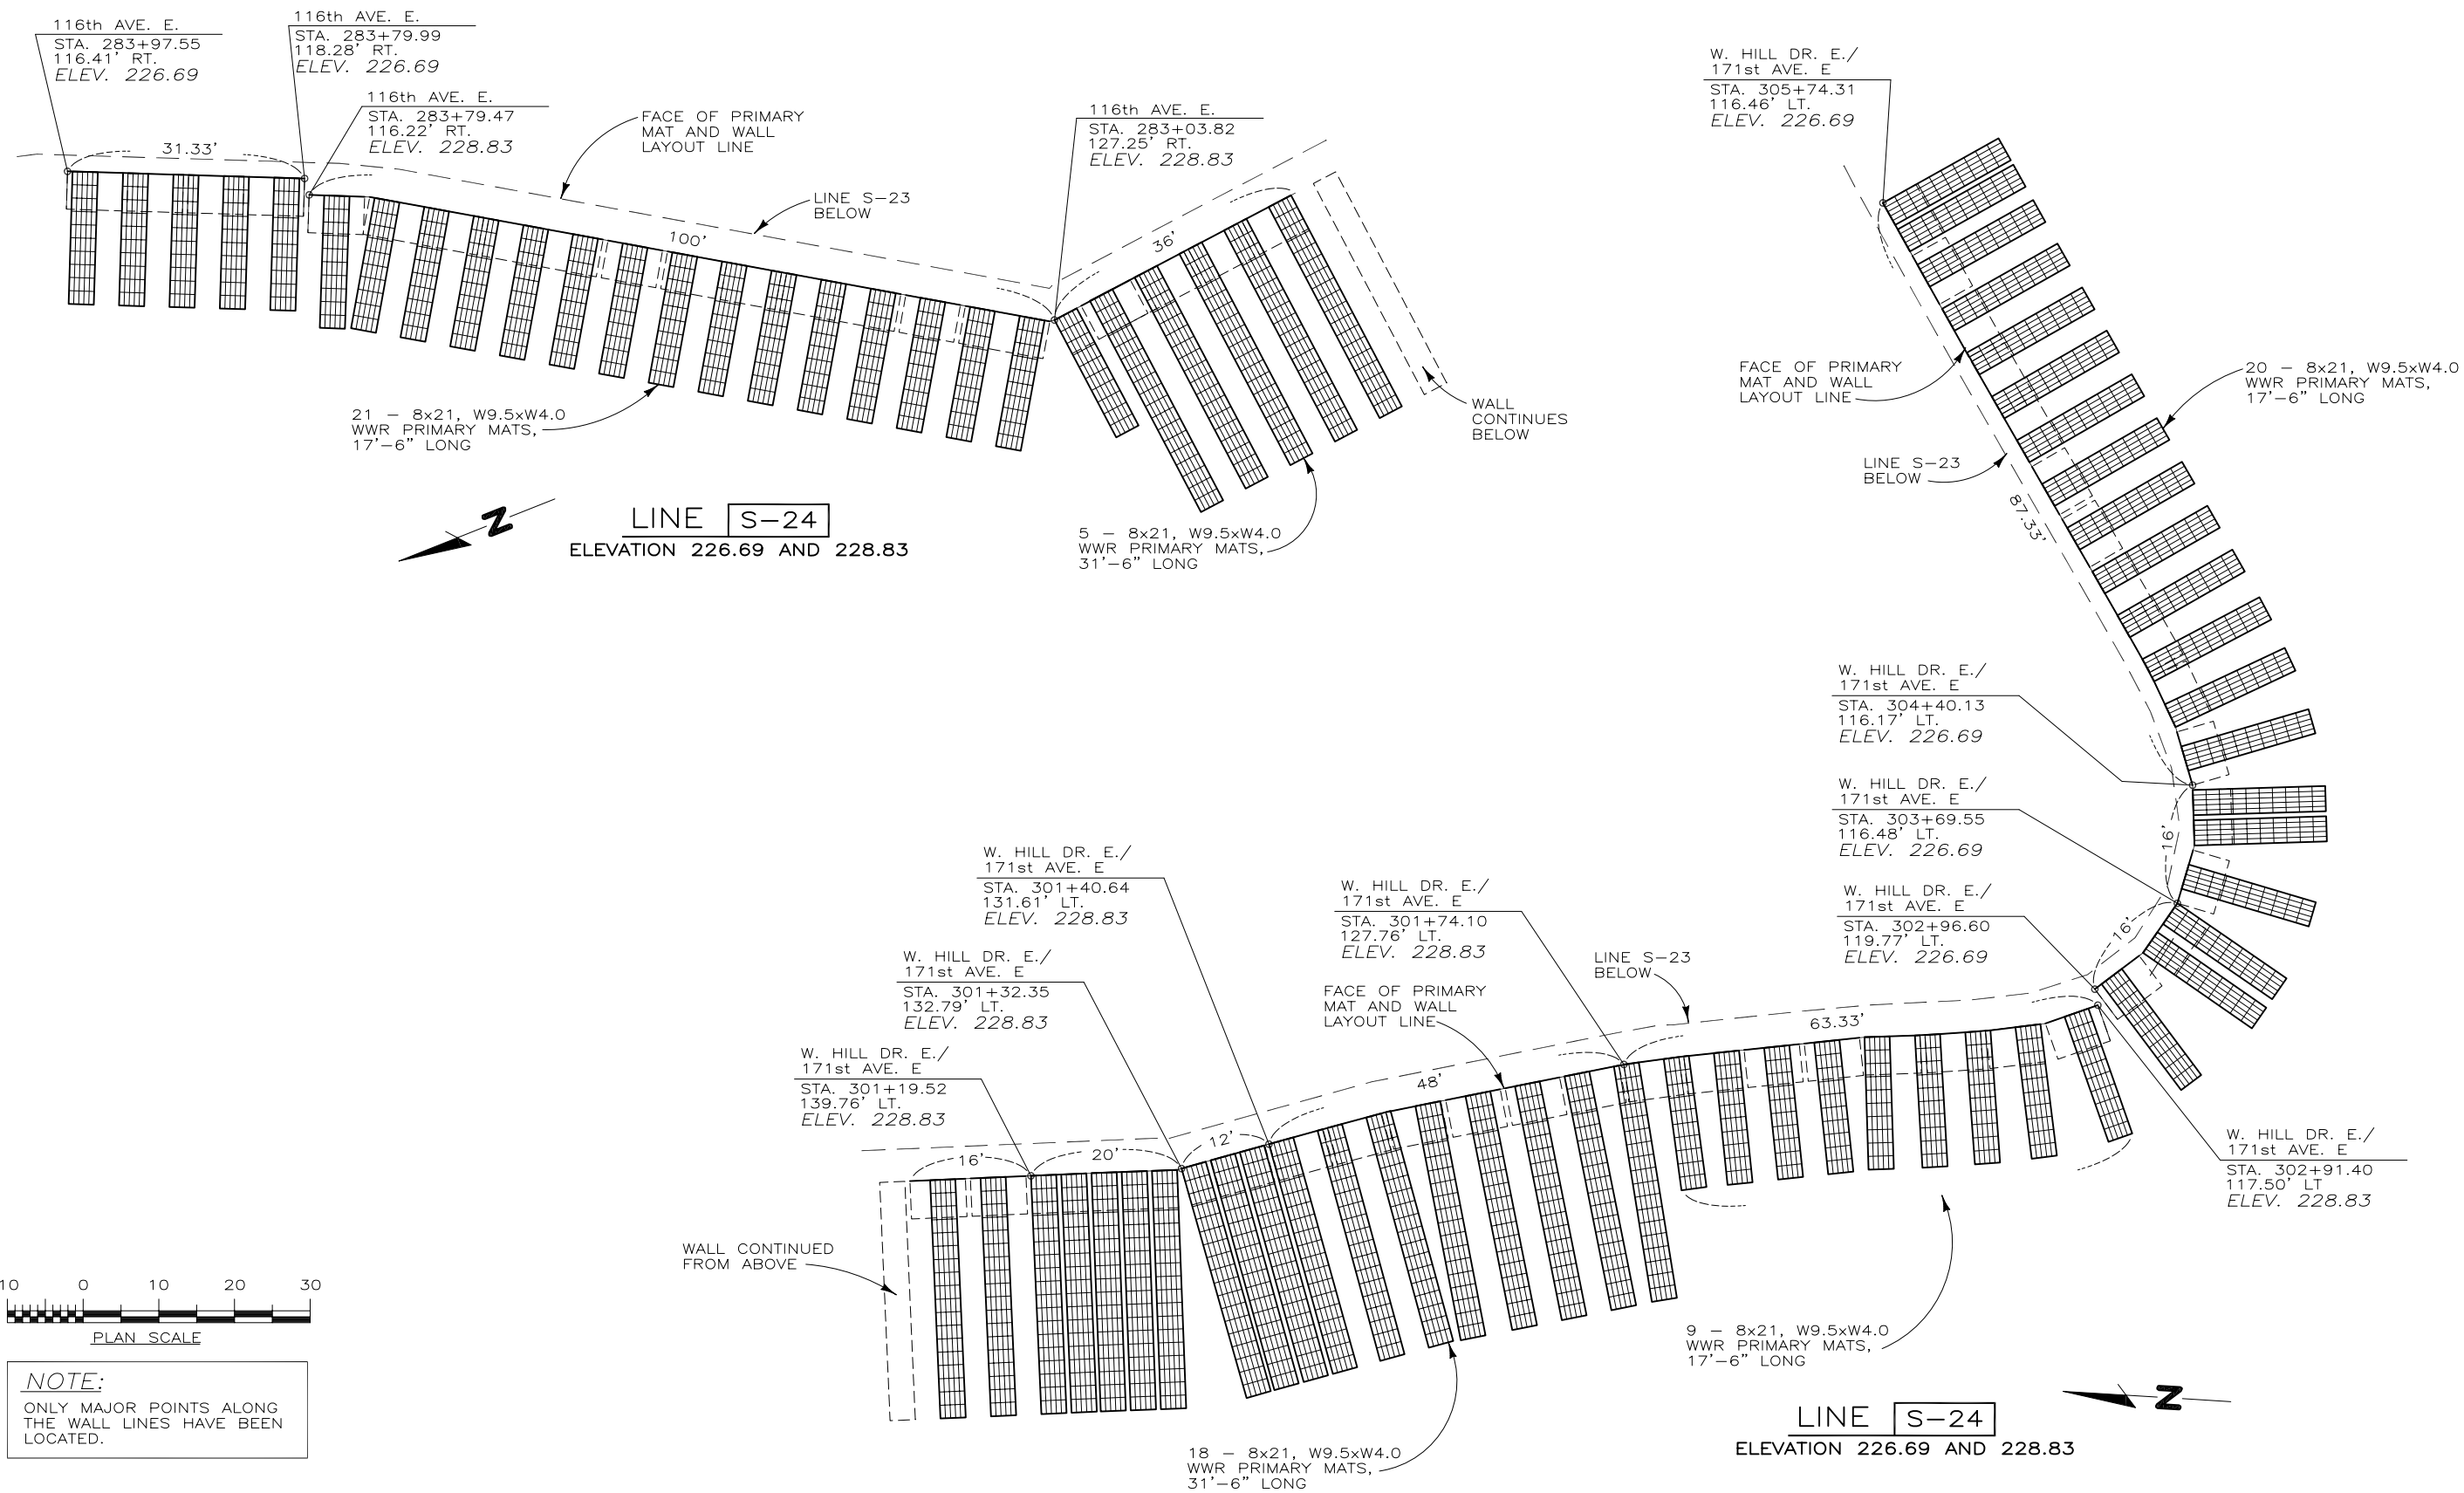 116th AVE. E.
STA. 283+97.55
116.41' RT.
ELEV. 226.69
116th AVE. E.
STA. 283+79.99
118.28' RT.
ELEV. 226.69
116th AVE. E.
STA. 283+79.47
116.22' RT.
ELEV. 228.83
31.33'
FACE OF PRIMARY
MAT AND WALL
LAYOUT LINE
LINE S-23
BELOW
100'
116th AVE. E.
STA. 283+03.82
127.25' RT.
ELEV. 228.83
36'
WALL
CONTINUES
BELOW
21 - 8x21, W9.5xW4.0
WWR PRIMARY MATS,
17'-6" LONG
5 - 8x21, W9.5xW4.0
WWR PRIMARY MATS,
31'-6" LONG
N
LINE S-24
ELEVATION 226.69 AND 228.83
W. HILL DR. E./
171st AVE. E
STA. 305+74.31
116.46' LT.
ELEV. 226.69
FACE OF PRIMARY
MAT AND WALL
LAYOUT LINE
20 - 8x21, W9.5xW4.0
WWR PRIMARY MATS,
17'-6" LONG
LINE S-23
BELOW
87.33'
W. HILL DR. E./
171st AVE. E
STA. 304+40.13
116.17' LT.
ELEV. 226.69
W. HILL DR. E./
171st AVE. E
STA. 303+69.55
116.48' LT.
ELEV. 226.69
16'
W. HILL DR. E./
171st AVE. E
STA. 302+96.60
119.77' LT.
ELEV. 226.69
16'
W. HILL DR. E./
171st AVE. E
STA. 301+40.64
131.61' LT.
ELEV. 228.83
W. HILL DR. E./
171st AVE. E
STA. 301+74.10
127.76' LT.
ELEV. 228.83
W. HILL DR. E./
171st AVE. E
STA. 301+32.35
132.79' LT.
ELEV. 228.83
LINE S-23
BELOW
FACE OF PRIMARY
MAT AND WALL
LAYOUT LINE
63.33'
W. HILL DR. E./
171st AVE. E
STA. 301+19.52
139.76' LT.
ELEV. 228.83
48'
12'
20'
16'
W. HILL DR. E./
171st AVE. E
STA. 302+91.40
117.50' LT
ELEV. 228.83
WALL CONTINUED
FROM ABOVE
9 - 8x21, W9.5xW4.0
WWR PRIMARY MATS,
17'-6" LONG
18 - 8x21, W9.5xW4.0
WWR PRIMARY MATS,
31'-6" LONG
N
LINE S-24
ELEVATION 226.69 AND 228.83
10 0 10 20 30
PLAN SCALE
NOTE:
ONLY MAJOR POINTS ALONG
THE WALL LINES HAVE BEEN
LOCATED.